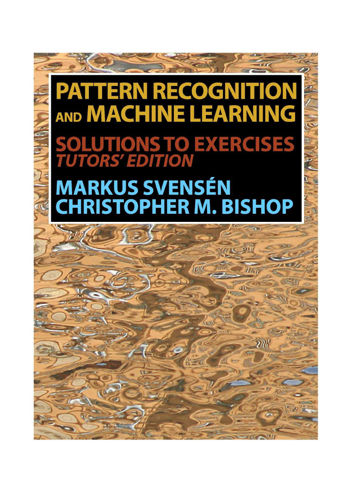 PATTERN RECOGNITION
AND MACHINE LEARNING
SOLUTIONS TO EXERCISES
TUTORS' EDITION
MARKUS SVENSÉN
CHRISTOPHER M. BISHOP